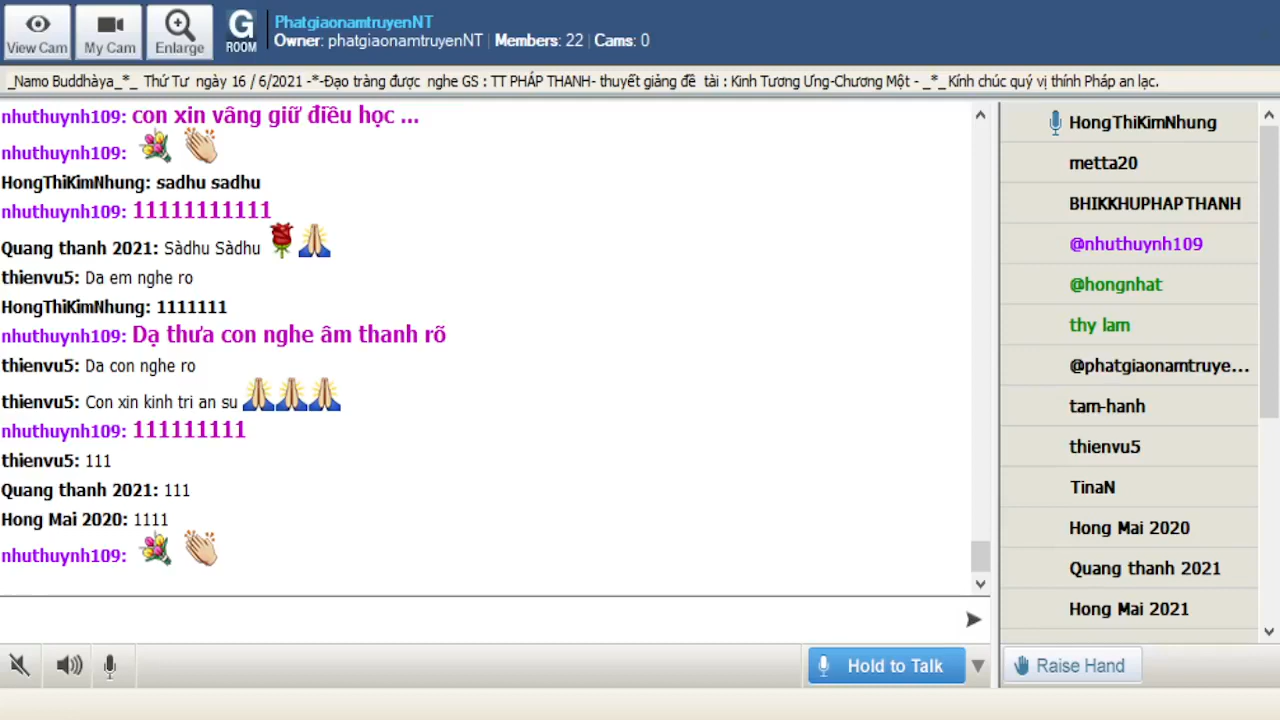 View Cam
My Cam
Enlarge
G
ROOM
PhatgiaonamtruyenNT
Owner: phatgiaonamtruyenNT | Members: 22 | Cams: 0
_Namo Buddhàya_*_ Thứ Tư ngày 16 / 6/2021 -*-Đạo tràng được nghe GS : TT PHÁP THANH- thuyết giảng đề tài : Kinh Tương Ưng-Chương Một - _*_ Kính chúc quý vị thính Pháp an lạc.
nhuthuynh109: con xin vâng giữ điều học ...
nhuthuynh109:
HongThiKimNhung: sadhu sadhu
nhuthuynh109: 11111111111
Quang thanh 2021: Sàdhu Sàdhu
thienvu5: Da em nghe ro
HongThiKimNhung: 1111111
nhuthuynh109: Dạ thưa con nghe âm thanh rõ
thienvu5: Da con nghe ro
thienvu5: Con xin kinh tri an su
nhuthuynh109: 111111111
thienvu5: 111
Quang thanh 2021: 111
Hong Mai 2020: 1111
nhuthuynh109:
HongThiKimNhung
metta20
BHIKKHUPHAPTHANH
@nhuthuynh109
@hongnhat
thy lam
@phatgiaonamtruye...
tam-hanh
thienvu5
TinaN
Hong Mai 2020
Quang thanh 2021
Hong Mai 2021
Hold to Talk
Raise Hand